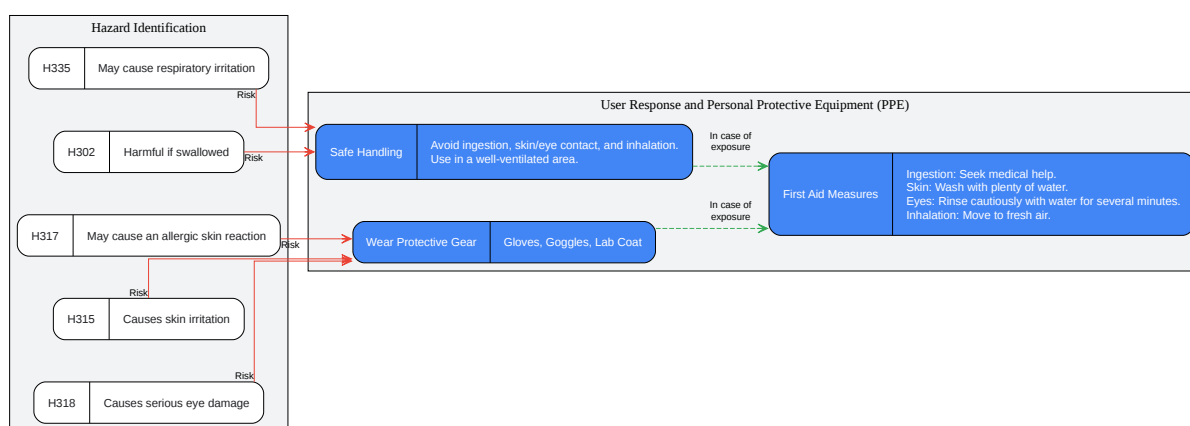 Hazard Identification
H335
May cause respiratory irritation
Risk
H302
Harmful if swallowed
Risk
H317
May cause an allergic skin reaction
Risk
H315
Causes skin irritation
Risk
H318
Causes serious eye damage
Risk
User Response and Personal Protective Equipment (PPE)
Safe Handling
Avoid ingestion, skin/eye contact, and inhalation.
Use in a well-ventilated area.
In case of
exposure
Wear Protective Gear
Gloves, Goggles, Lab Coat
In case of
exposure
First Aid Measures
Ingestion: Seek medical help.
Skin: Wash with plenty of water.
Eyes: Rinse cautiously with water for several minutes.
Inhalation: Move to fresh air.